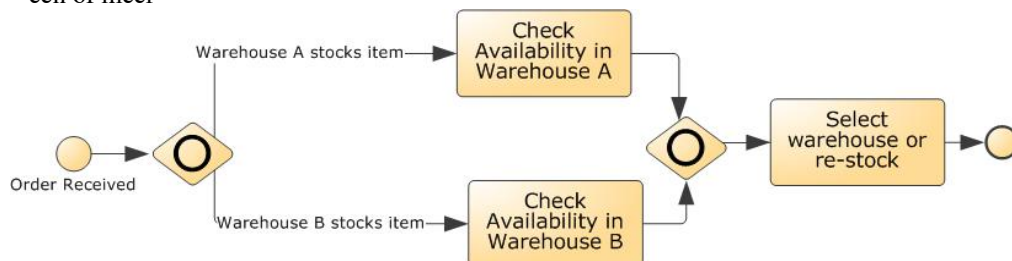 Warehouse A stocks item
Check
Availability in
Warehouse A
Order Received
Select
warehouse or
re-stock
Warehouse B stocks item
Check
Availability in
Warehouse B